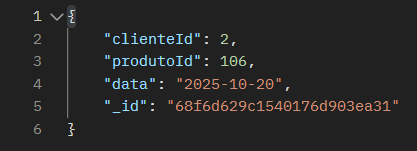 1 {
2 "clienteId": 2,
3 "produtoId": 106,
4 "data": "2025-10-20",
5 "_id": "68f6d629c1540176d903ea31"
6 }